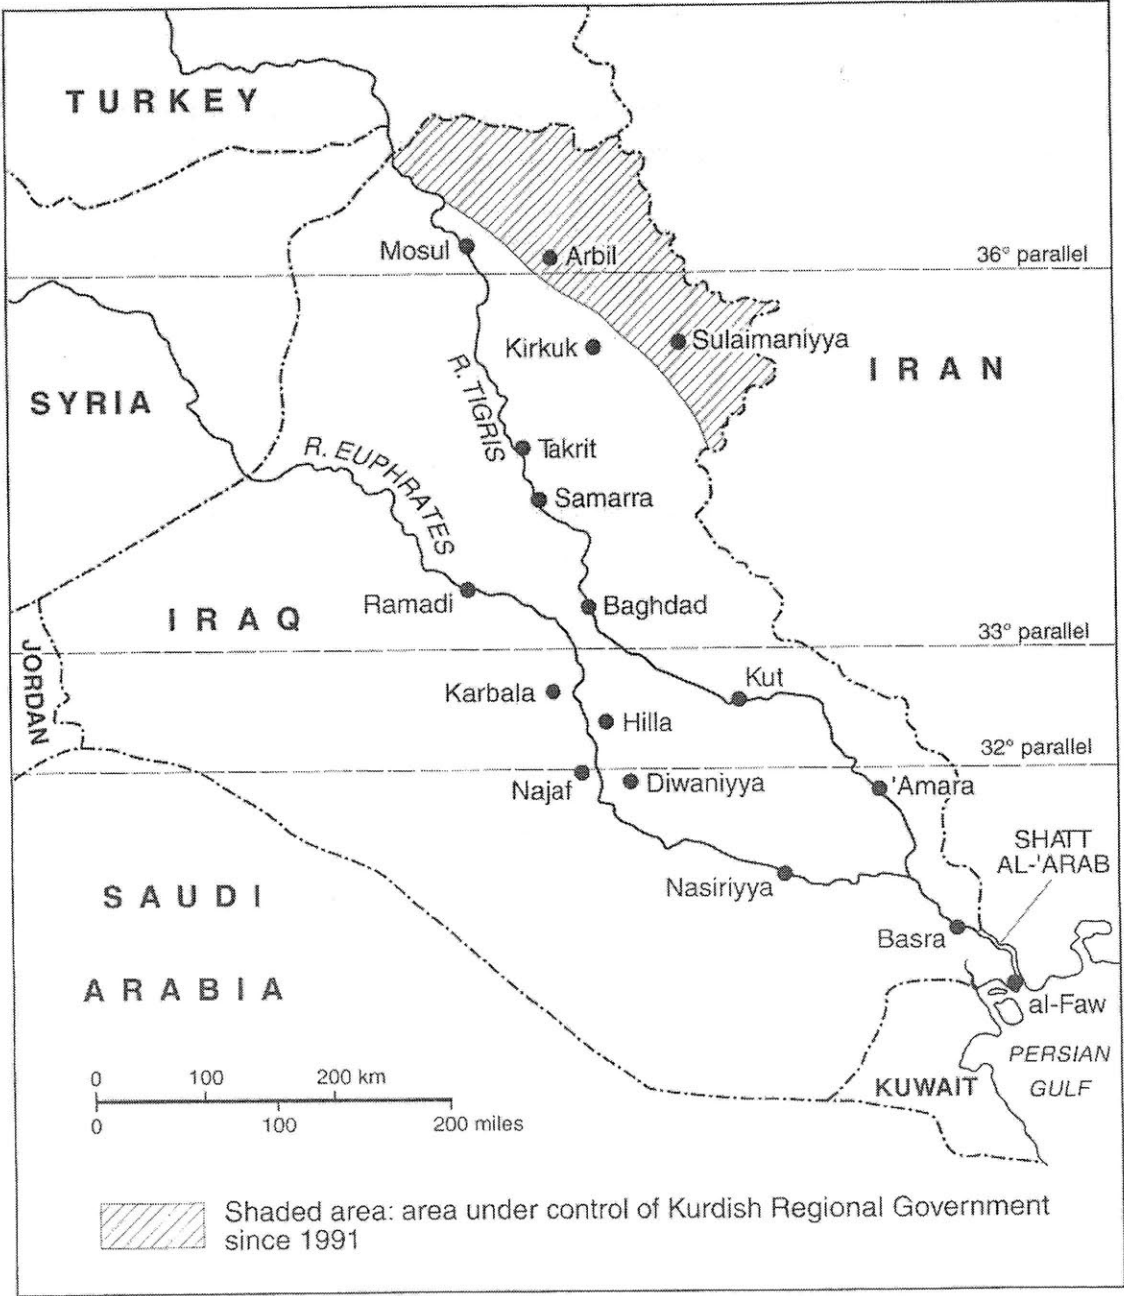 TURKEY
Mosul
Arbil
36° parallel
Kirkuk
Sulaimaniyya
IRAN
SYRIA
R. TIGRIS
Takrit
R. EUPHRATES
Samarra
Ramadi
Baghdad
IRAQ
33° parallel
JORDAN
Karbala
Kut
Hilla
32° parallel
Najaf
Diwaniyya
'Amara
SHATT
AL-'ARAB
Nasiriyya
SAUDI
ARABIA
Basra
al-Faw
PERSIAN
GULF
KUWAIT
0 100 200 km
0 100 200 miles
Shaded area: area under control of Kurdish Regional Government
since 1991